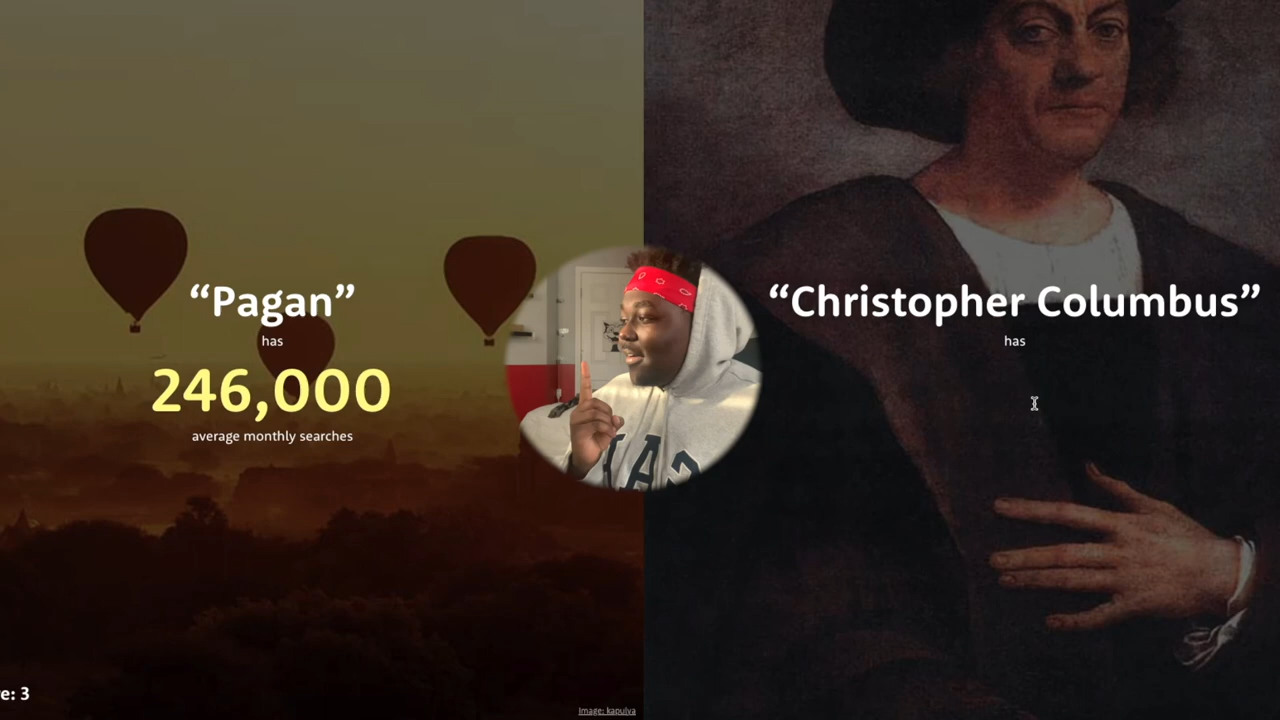 “Pagan”
has
246,000
average monthly searches
“Christopher Columbus”
has
e: 3
Image: kapulya